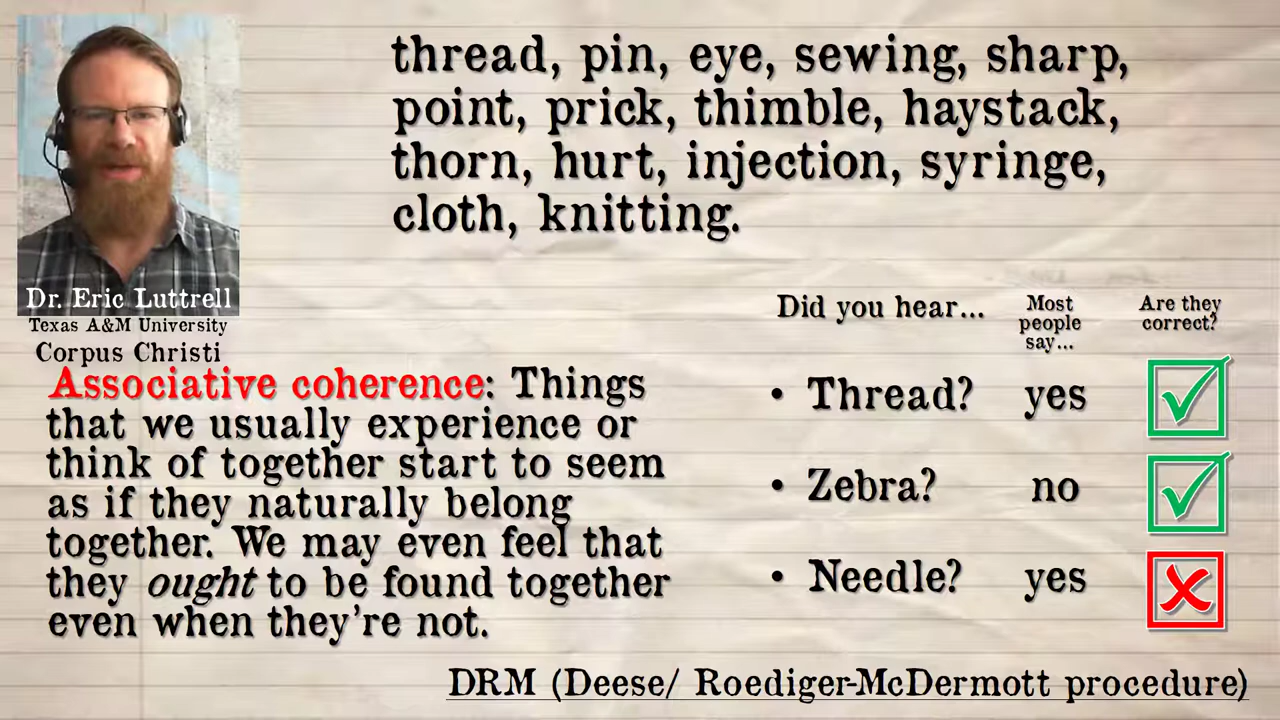 thread, pin, eye, sewing, sharp,
point, prick, thimble, haystack,
thorn, hurt, injection, syringe,
cloth, knitting.
Dr. Eric Luttrell
Texas A&M University
Corpus Christi
Associative coherence: Things
that we usually experience or
think of together start to seem
as if they naturally belong
together. We may even feel that
they ought to be found together
even when they're not.
Did you hear...
Most
people
say...
Are they
correct?
• Thread? yes
• Zebra? no
• Needle? yes
DRM (Deese/ Roediger-McDermott procedure)